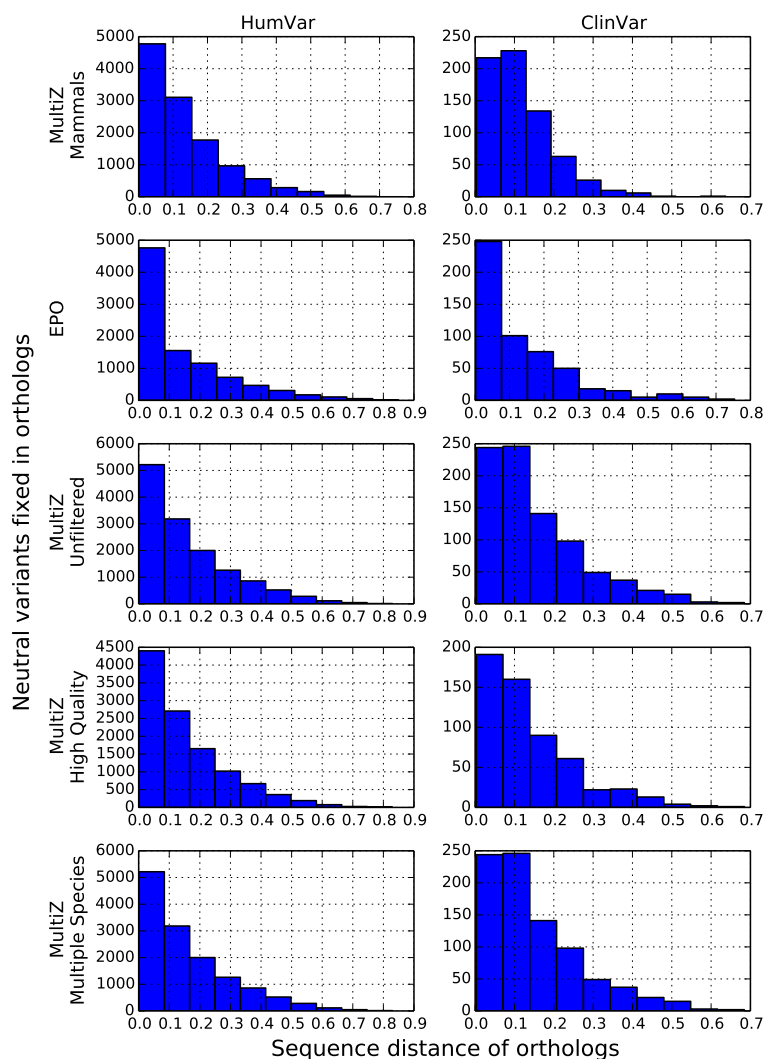 HumVar
ClinVar
MultiZ
Mammals
5000
4000
3000
2000
1000
0
0.0 0.1 0.2 0.3 0.4 0.5 0.6 0.7 0.8
250
200
150
100
50
0
0.0 0.1 0.2 0.3 0.4 0.5 0.6 0.7
EPO
5000
4000
3000
2000
1000
0
0.0 0.1 0.2 0.3 0.4 0.5 0.6 0.7 0.8 0.9
250
200
150
100
50
0
0.0 0.1 0.2 0.3 0.4 0.5 0.6 0.7 0.8
Neutral variants fixed in orthologs
MultiZ
Unfiltered
6000
5000
4000
3000
2000
1000
0
0.0 0.1 0.2 0.3 0.4 0.5 0.6 0.7 0.8 0.9
250
200
150
100
50
0
0.0 0.1 0.2 0.3 0.4 0.5 0.6 0.7
MultiZ
High Quality
4500
4000
3500
3000
2500
2000
1500
1000
500
0
0.0 0.1 0.2 0.3 0.4 0.5 0.6 0.7 0.8 0.9
200
150
100
50
0
0.0 0.1 0.2 0.3 0.4 0.5 0.6 0.7
MultiZ
Multiple Species
6000
5000
4000
3000
2000
1000
0
0.0 0.1 0.2 0.3 0.4 0.5 0.6 0.7 0.8 0.9
250
200
150
100
50
0
0.0 0.1 0.2 0.3 0.4 0.5 0.6 0.7
Sequence distance of orthologs